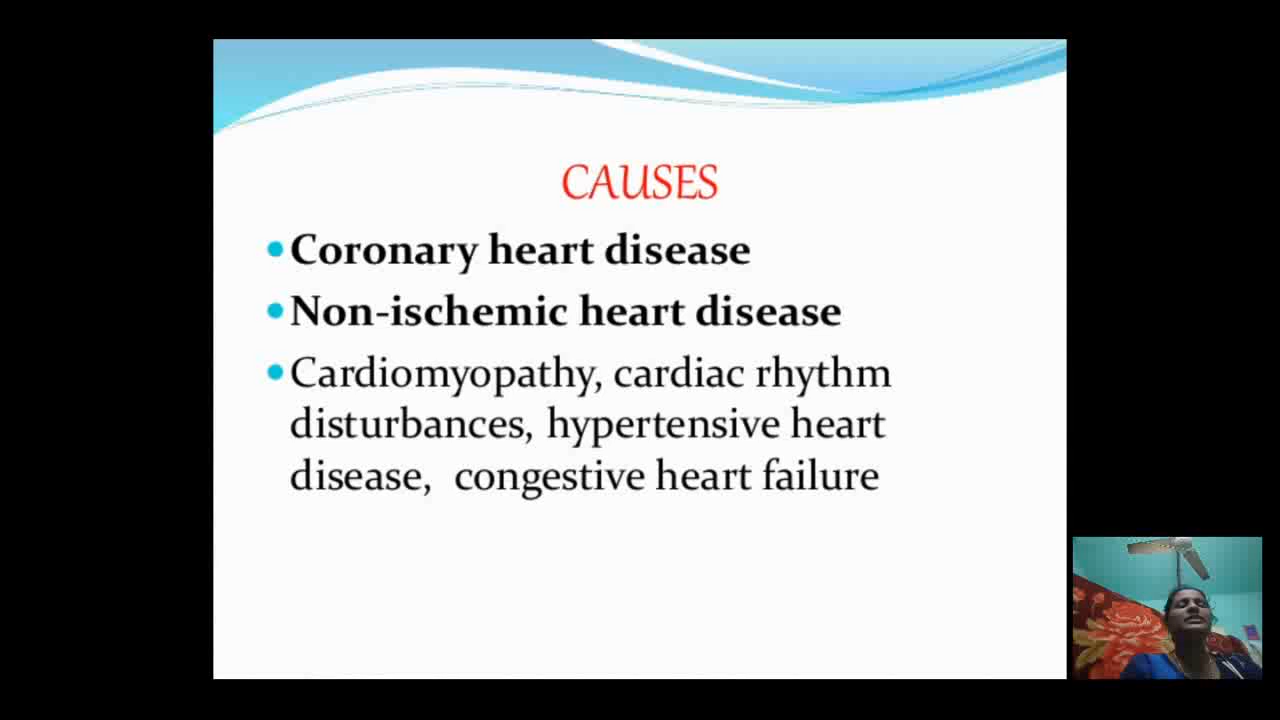 CAUSES
•Coronary heart disease
•Non-ischemic heart disease
•Cardiomyopathy, cardiac rhythm
disturbances, hypertensive heart
disease, congestive heart failure